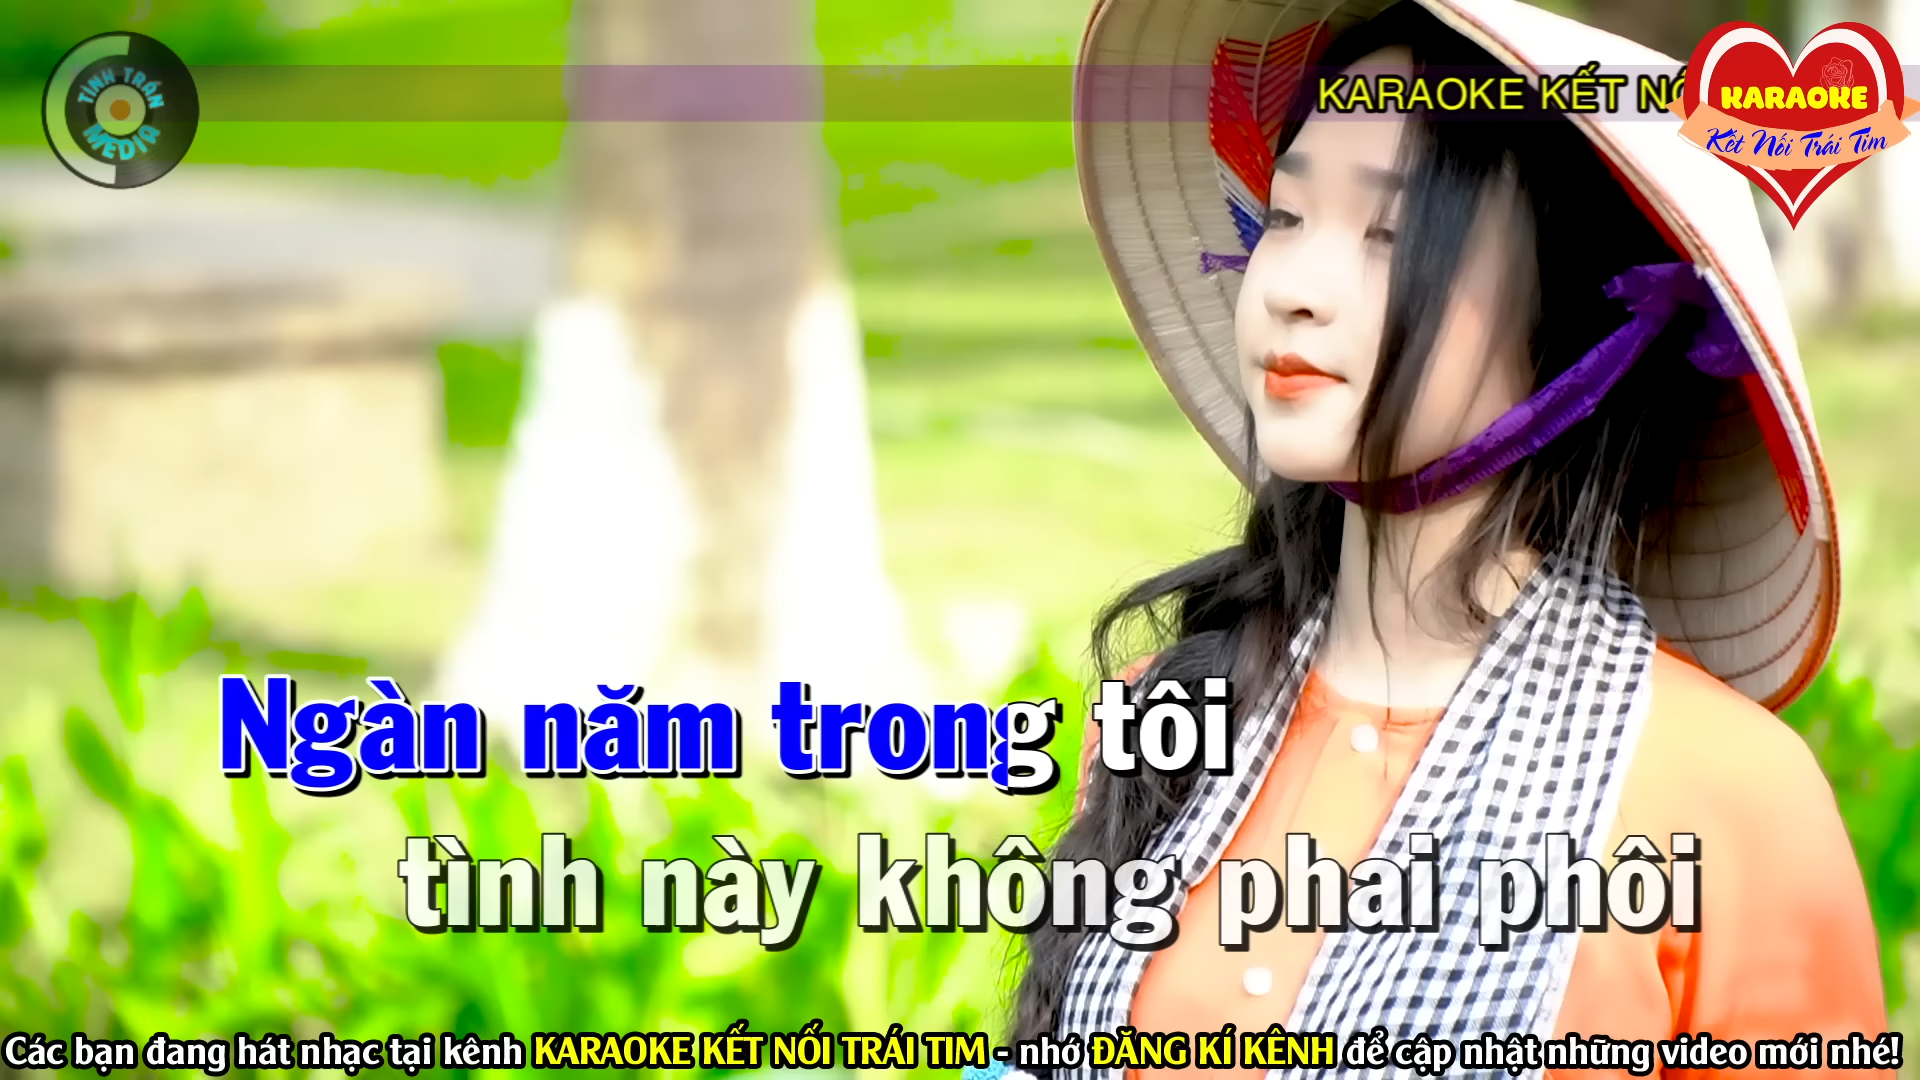 TÌNH TRẦN
MEDIA
KARAOKE KẾT NỐ
KARAOKE
Kết Nối Trái Tim
Ngàn năm trong tôi
tình này không phai phôi
Các bạn đang hát nhạc tại kênh KARAOKE KẾT NỐI TRÁI TIM - nhớ ĐĂNG KÍ KÊNH để cập nhật những video mới nhé!